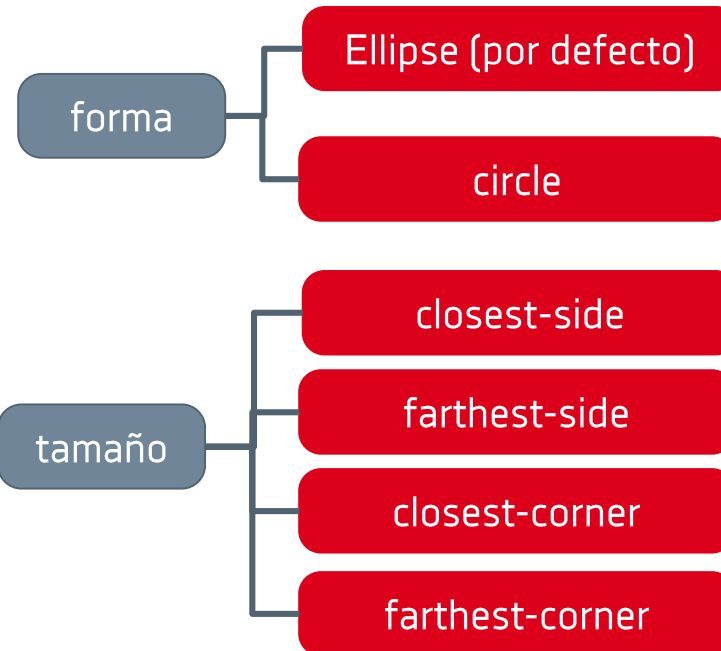 forma
Ellipse (por defecto)
circle
tamaño
closest-side
farthest-side
closest-corner
farthest-corner